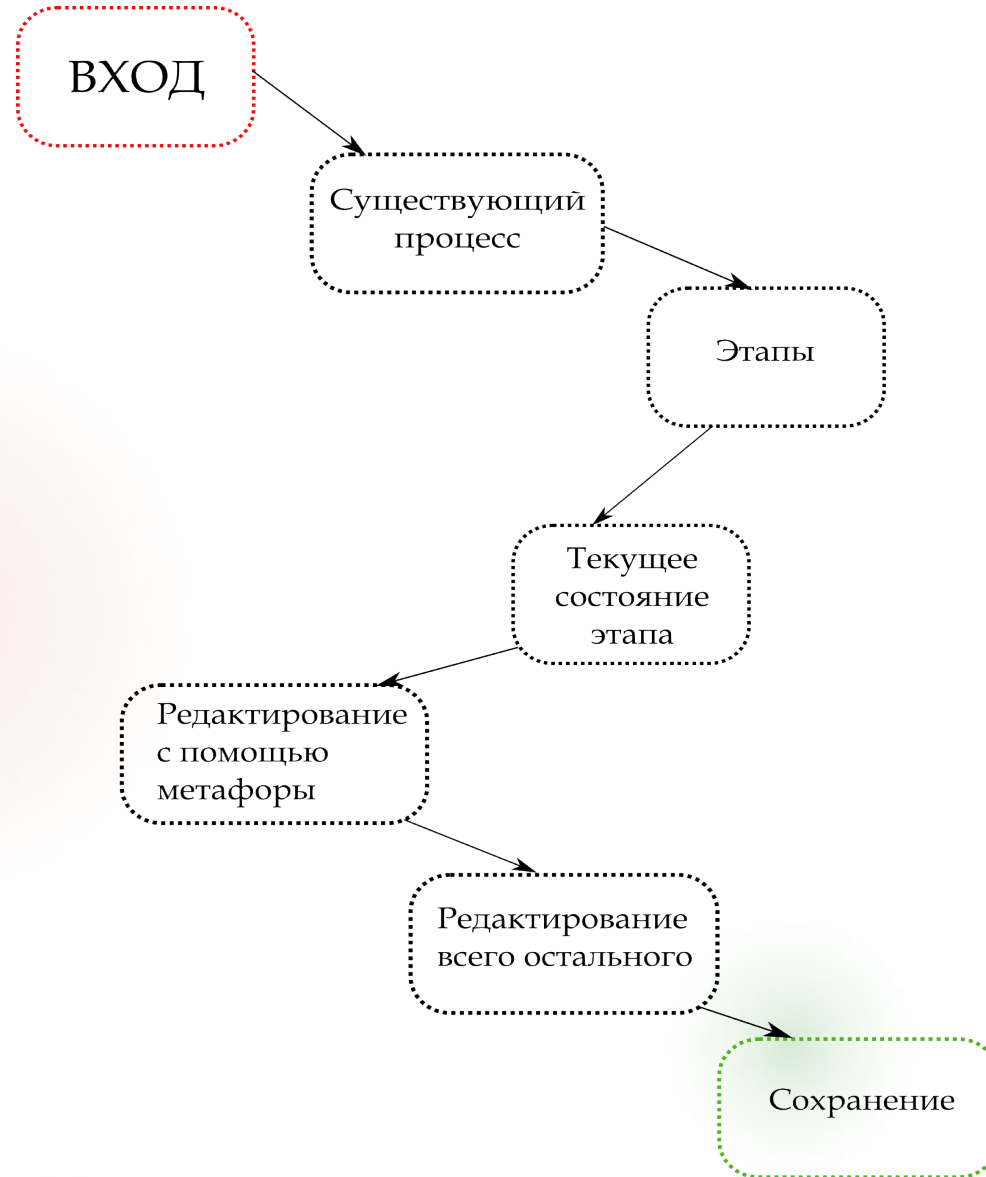 ВХОД
Существующий
процесс
Этапы
Текущее
состояние
этапа
Редактирование
с помощью
метафоры
Редактирование
всего остального
Сохранение